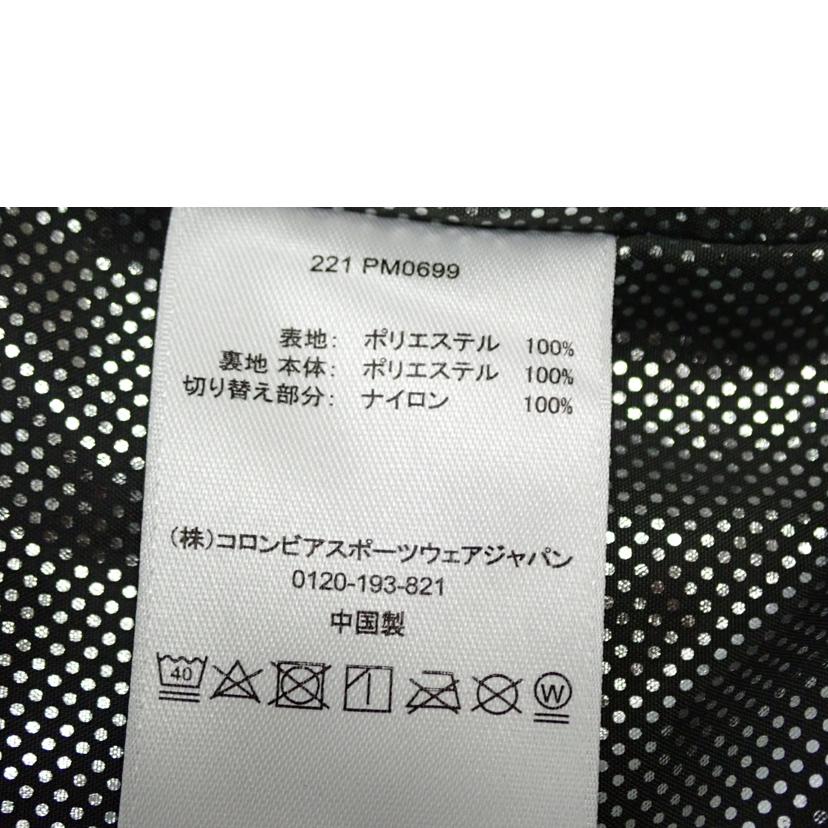 221 PM0699
表地： ポリエステル 100%
裏地 本体： ポリエステル 100%
切り替え部分： ナイロン 100%
(株)コロンビアスポーツウェアジャパン
0120-193-821
中国製
40 W